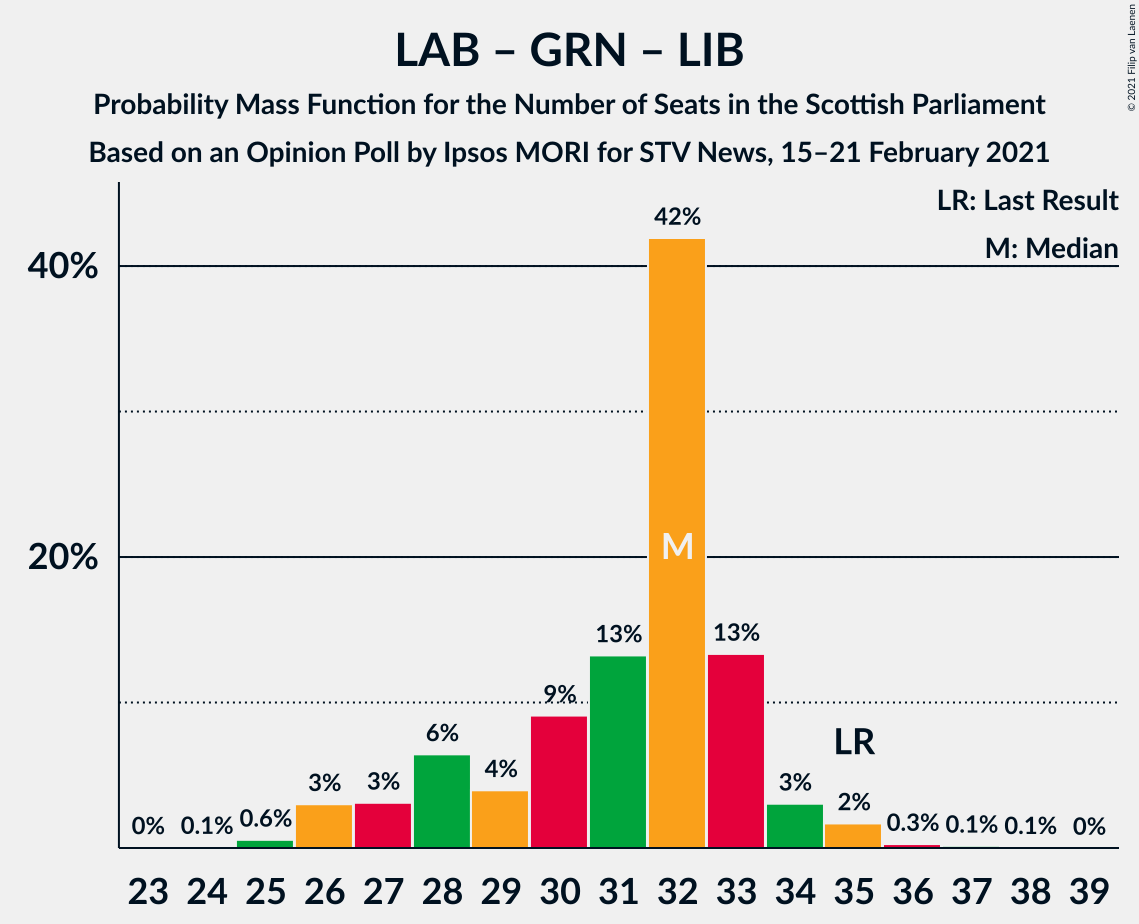 LAB – GRN – LIB
Probability Mass Function for the Number of Seats in the Scottish Parliament
Based on an Opinion Poll by Ipsos MORI for STV News, 15–21 February 2021
© 2021 Filip van Laenen
LR: Last Result
M: Median
40%
20%
0%
0.1%
0.6%
3%
3%
6%
4%
9%
13%
42%
M
13%
3%
LR
2%
0.3%
0.1%
0.1%
0%
23 24 25 26 27 28 29 30 31 32 33 34 35 36 37 38 39